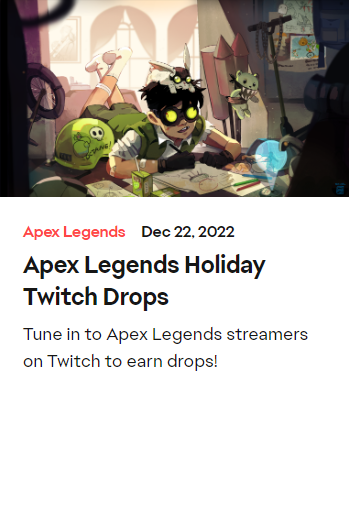 Apex Legends Dec 22, 2022
Apex Legends Holiday
Twitch Drops
Tune in to Apex Legends streamers
on Twitch to earn drops!